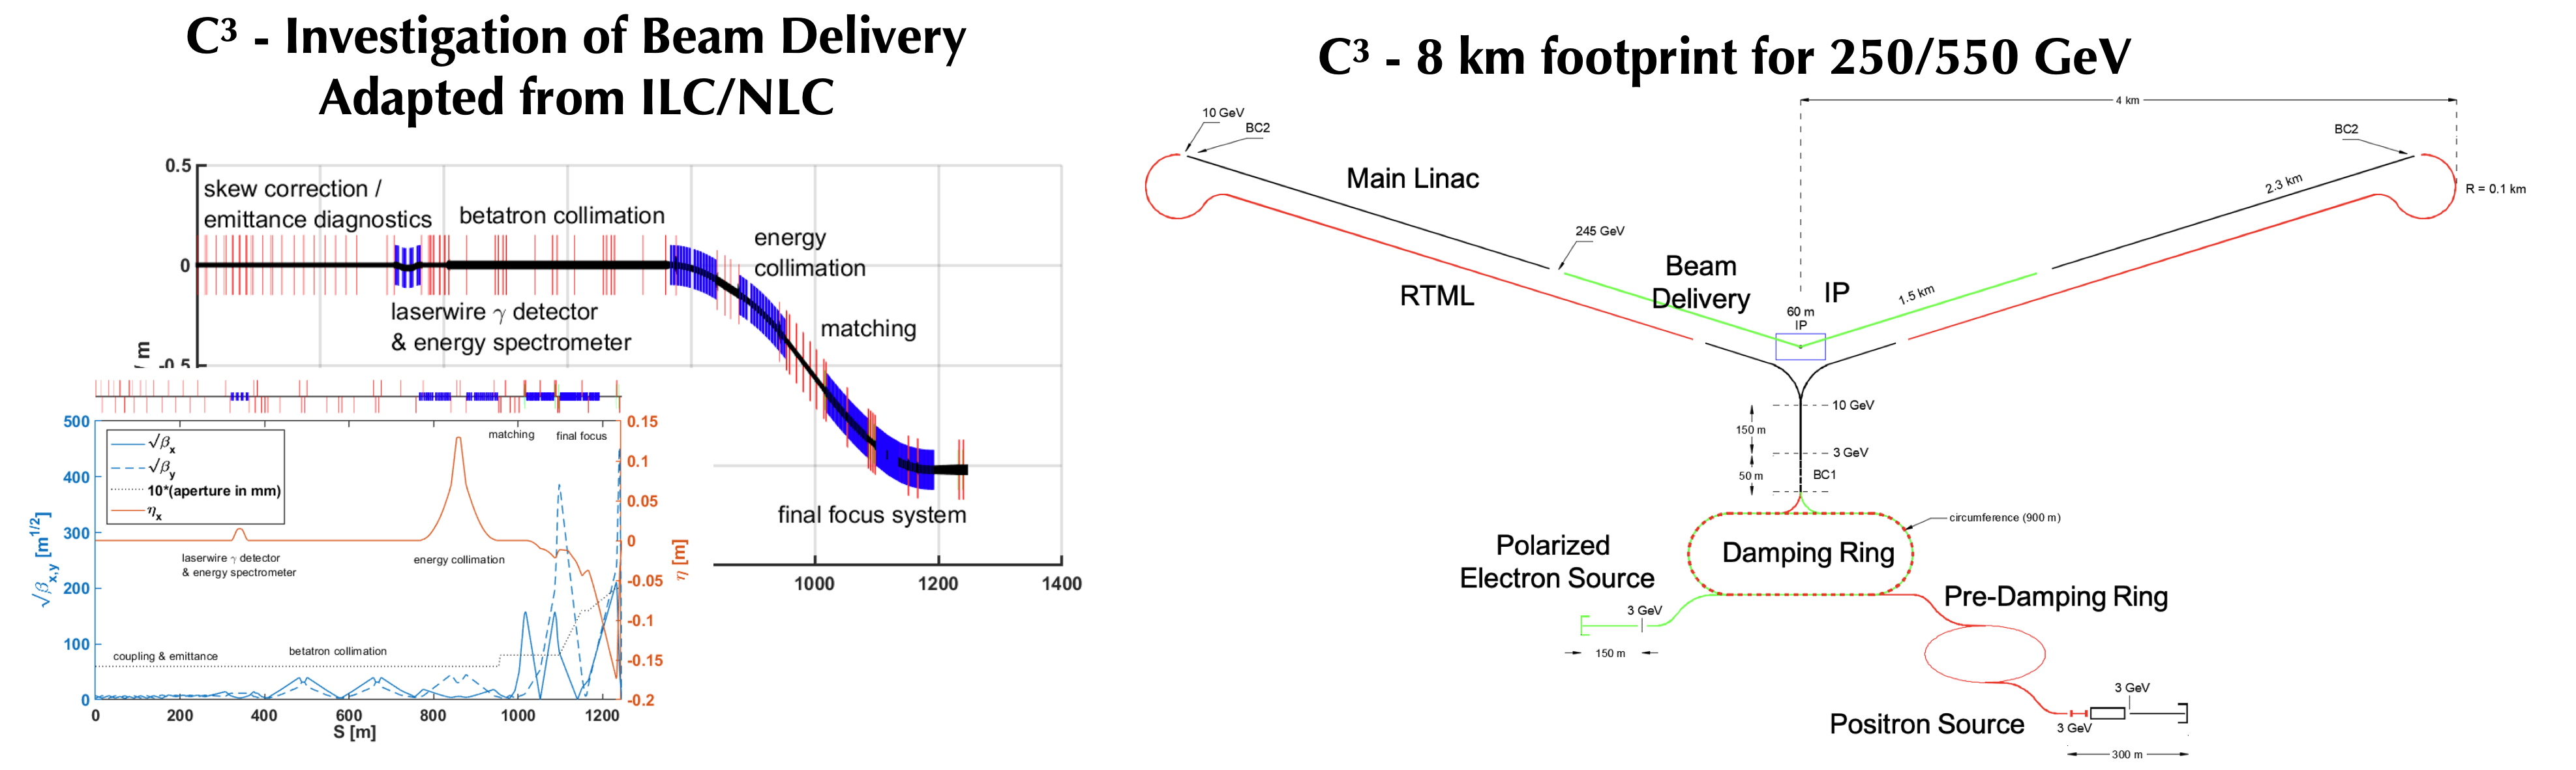 C³ - Investigation of Beam Delivery
Adapted from ILC/NLC
0.5
skew correction /
emittance diagnostics
betatron collimation
energy
collimation
0
laserwire γ detector
& energy spectrometer
matching
/ m
-0.5
final focus system
1000
1200
1400
500
400
300
200
100
0
√β x,y [m1/2]
√βx
√βy
10*(aperture in mm)
ηx
matching
final focus
laserwire γ detector
& energy spectrometer
energy collimation
coupling & emittance
betatron collimation
0.15
0.1
0.05
0
-0.05
-0.1
-0.15
-0.2
η [m]
0
200
400
600
800
1000
1200
S [m]
C³ - 8 km footprint for 250/550 GeV
4 km
10 GeV
BC2
BC2
Main Linac
2.3 km
R = 0.1 km
245 GeV
Beam
Delivery
RTML
IP
1.5 km
60 m
IP
10 GeV
150 m
3 GeV
50 m
BC1
circumference (900 m)
Polarized
Electron Source
Damping Ring
3 GeV
150 m
Pre-Damping Ring
Positron Source
3 GeV
3 GeV
300 m